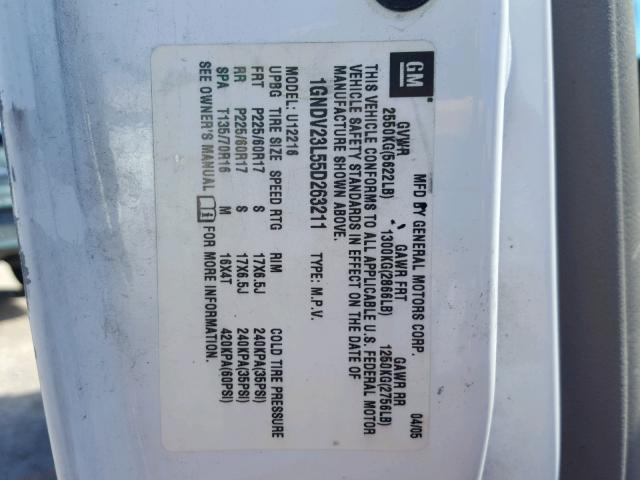 GM
MFD BY GENERAL MOTORS CORP. 04/05
GVWR GAWR FRT GAWR RR
2550KG(5622LB) 1300KG(2866LB) 1250KG(2756LB)
THIS VEHICLE CONFORMS TO ALL APPLICABLE U.S. FEDERAL MOTOR
VEHICLE SAFETY STANDARDS IN EFFECT ON THE DATE OF
MANUFACTURE SHOWN ABOVE.
1GNDV23L55D263211 TYPE: M.P.V.
MODEL: U12216
UPBG TIRE SIZE SPEED RTG RIM COLD TIRE PRESSURE
FRT P225/60R17 S 17X6.5J 240KPA(35PSI)
RR P225/60R17 S 17X6.5J 240KPA(35PSI)
SPA T135/70R16 M 16X4T 420KPA(60PSI)
SEE OWNER'S MANUAL FOR MORE INFORMATION.